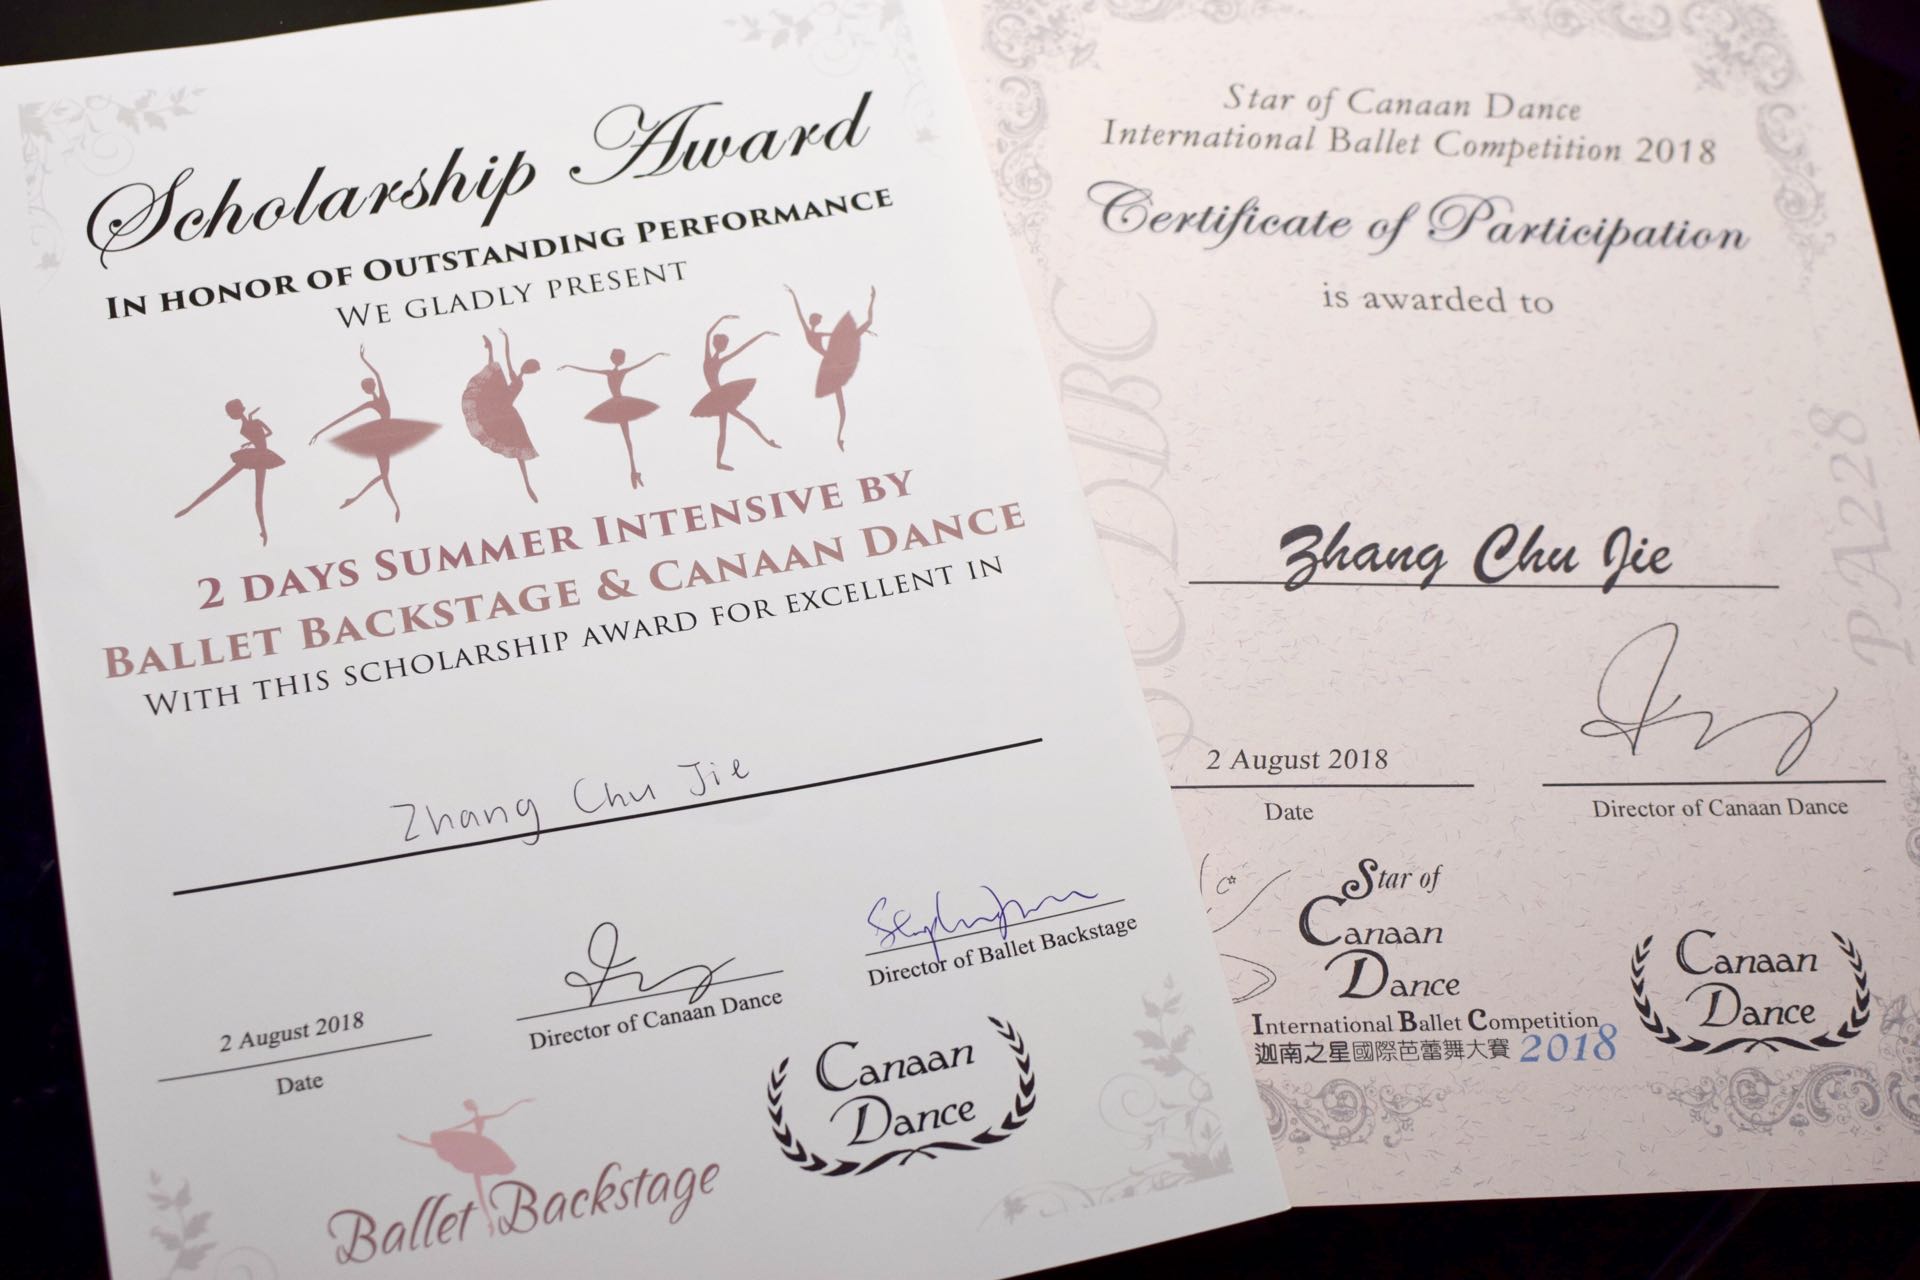 Scholarship Award
IN HONOR OF OUTSTANDING PERFORMANCE
WE GLADLY PRESENT
2 DAYS SUMMER INTENSIVE BY
BALLET BACKSTAGE & CANAAN DANCE
WITH THIS SCHOLARSHIP AWARD FOR EXCELLENT IN
Zhang Chu Jie
2 August 2018
Date
Director of Canaan Dance
Director of Ballet Backstage
Ballet Backstage
Canaan
Dance
Star of Canaan Dance
International Ballet Competition 2018
Certificate of Participation
is awarded to
Zhang Chu Jie
2 August 2018
Date
Director of Canaan Dance
Star of
Canaan
Dance
International Ballet Competition
迦南之星國際芭蕾舞大賽 2018
Canaan
Dance
PA228